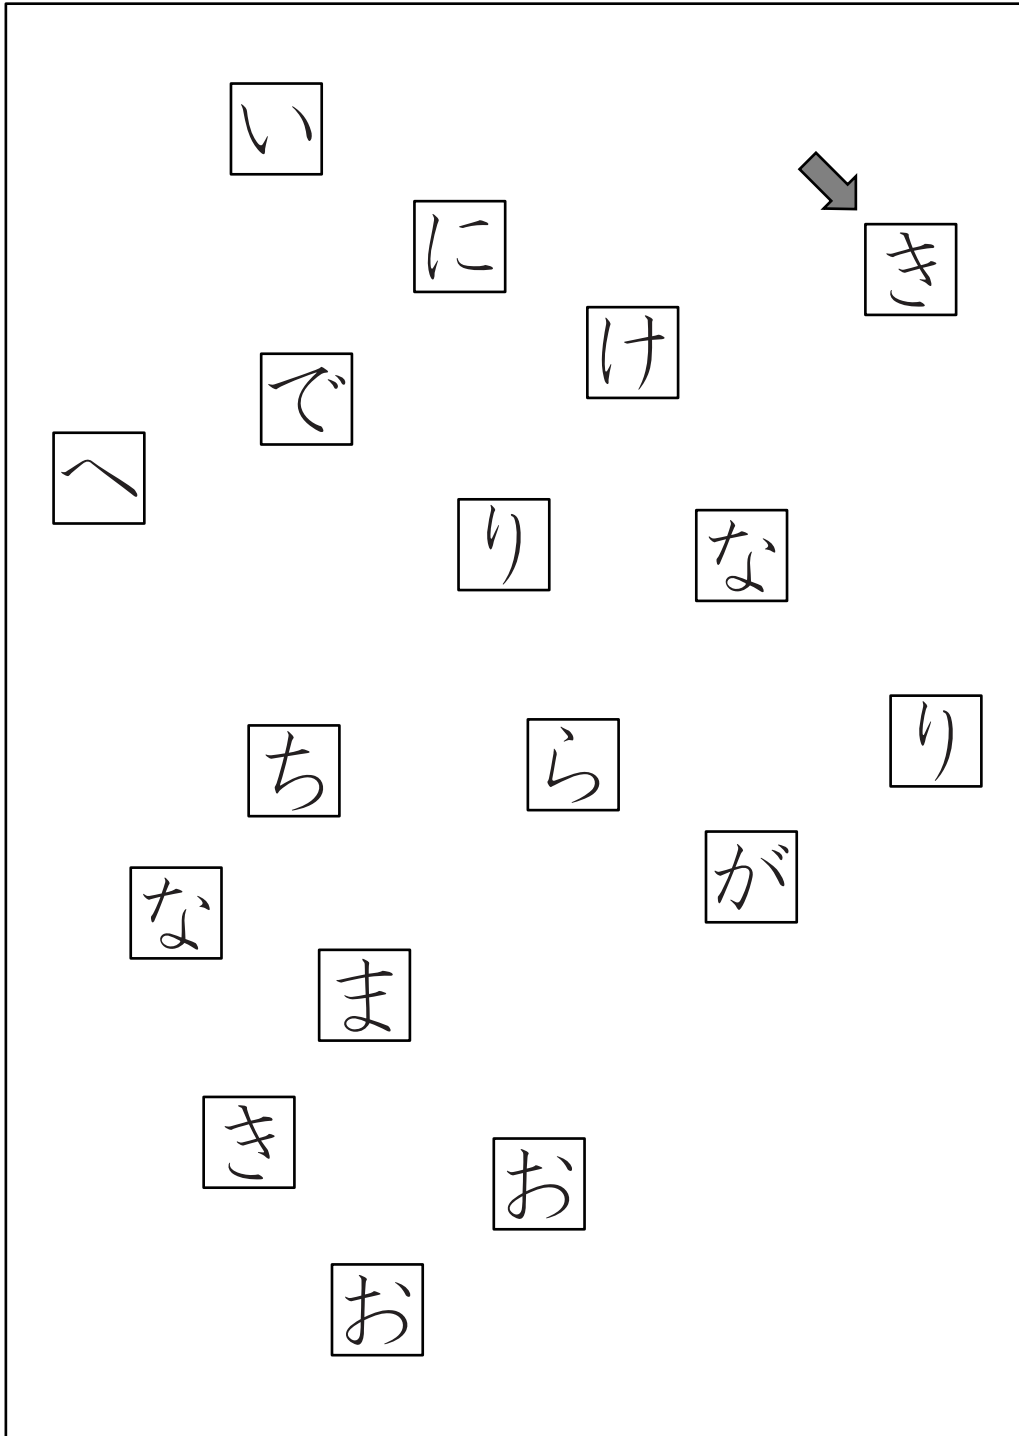 い
に
き
け
で
へ
り
な
り
ち
ら
が
な
ま
き
お
お